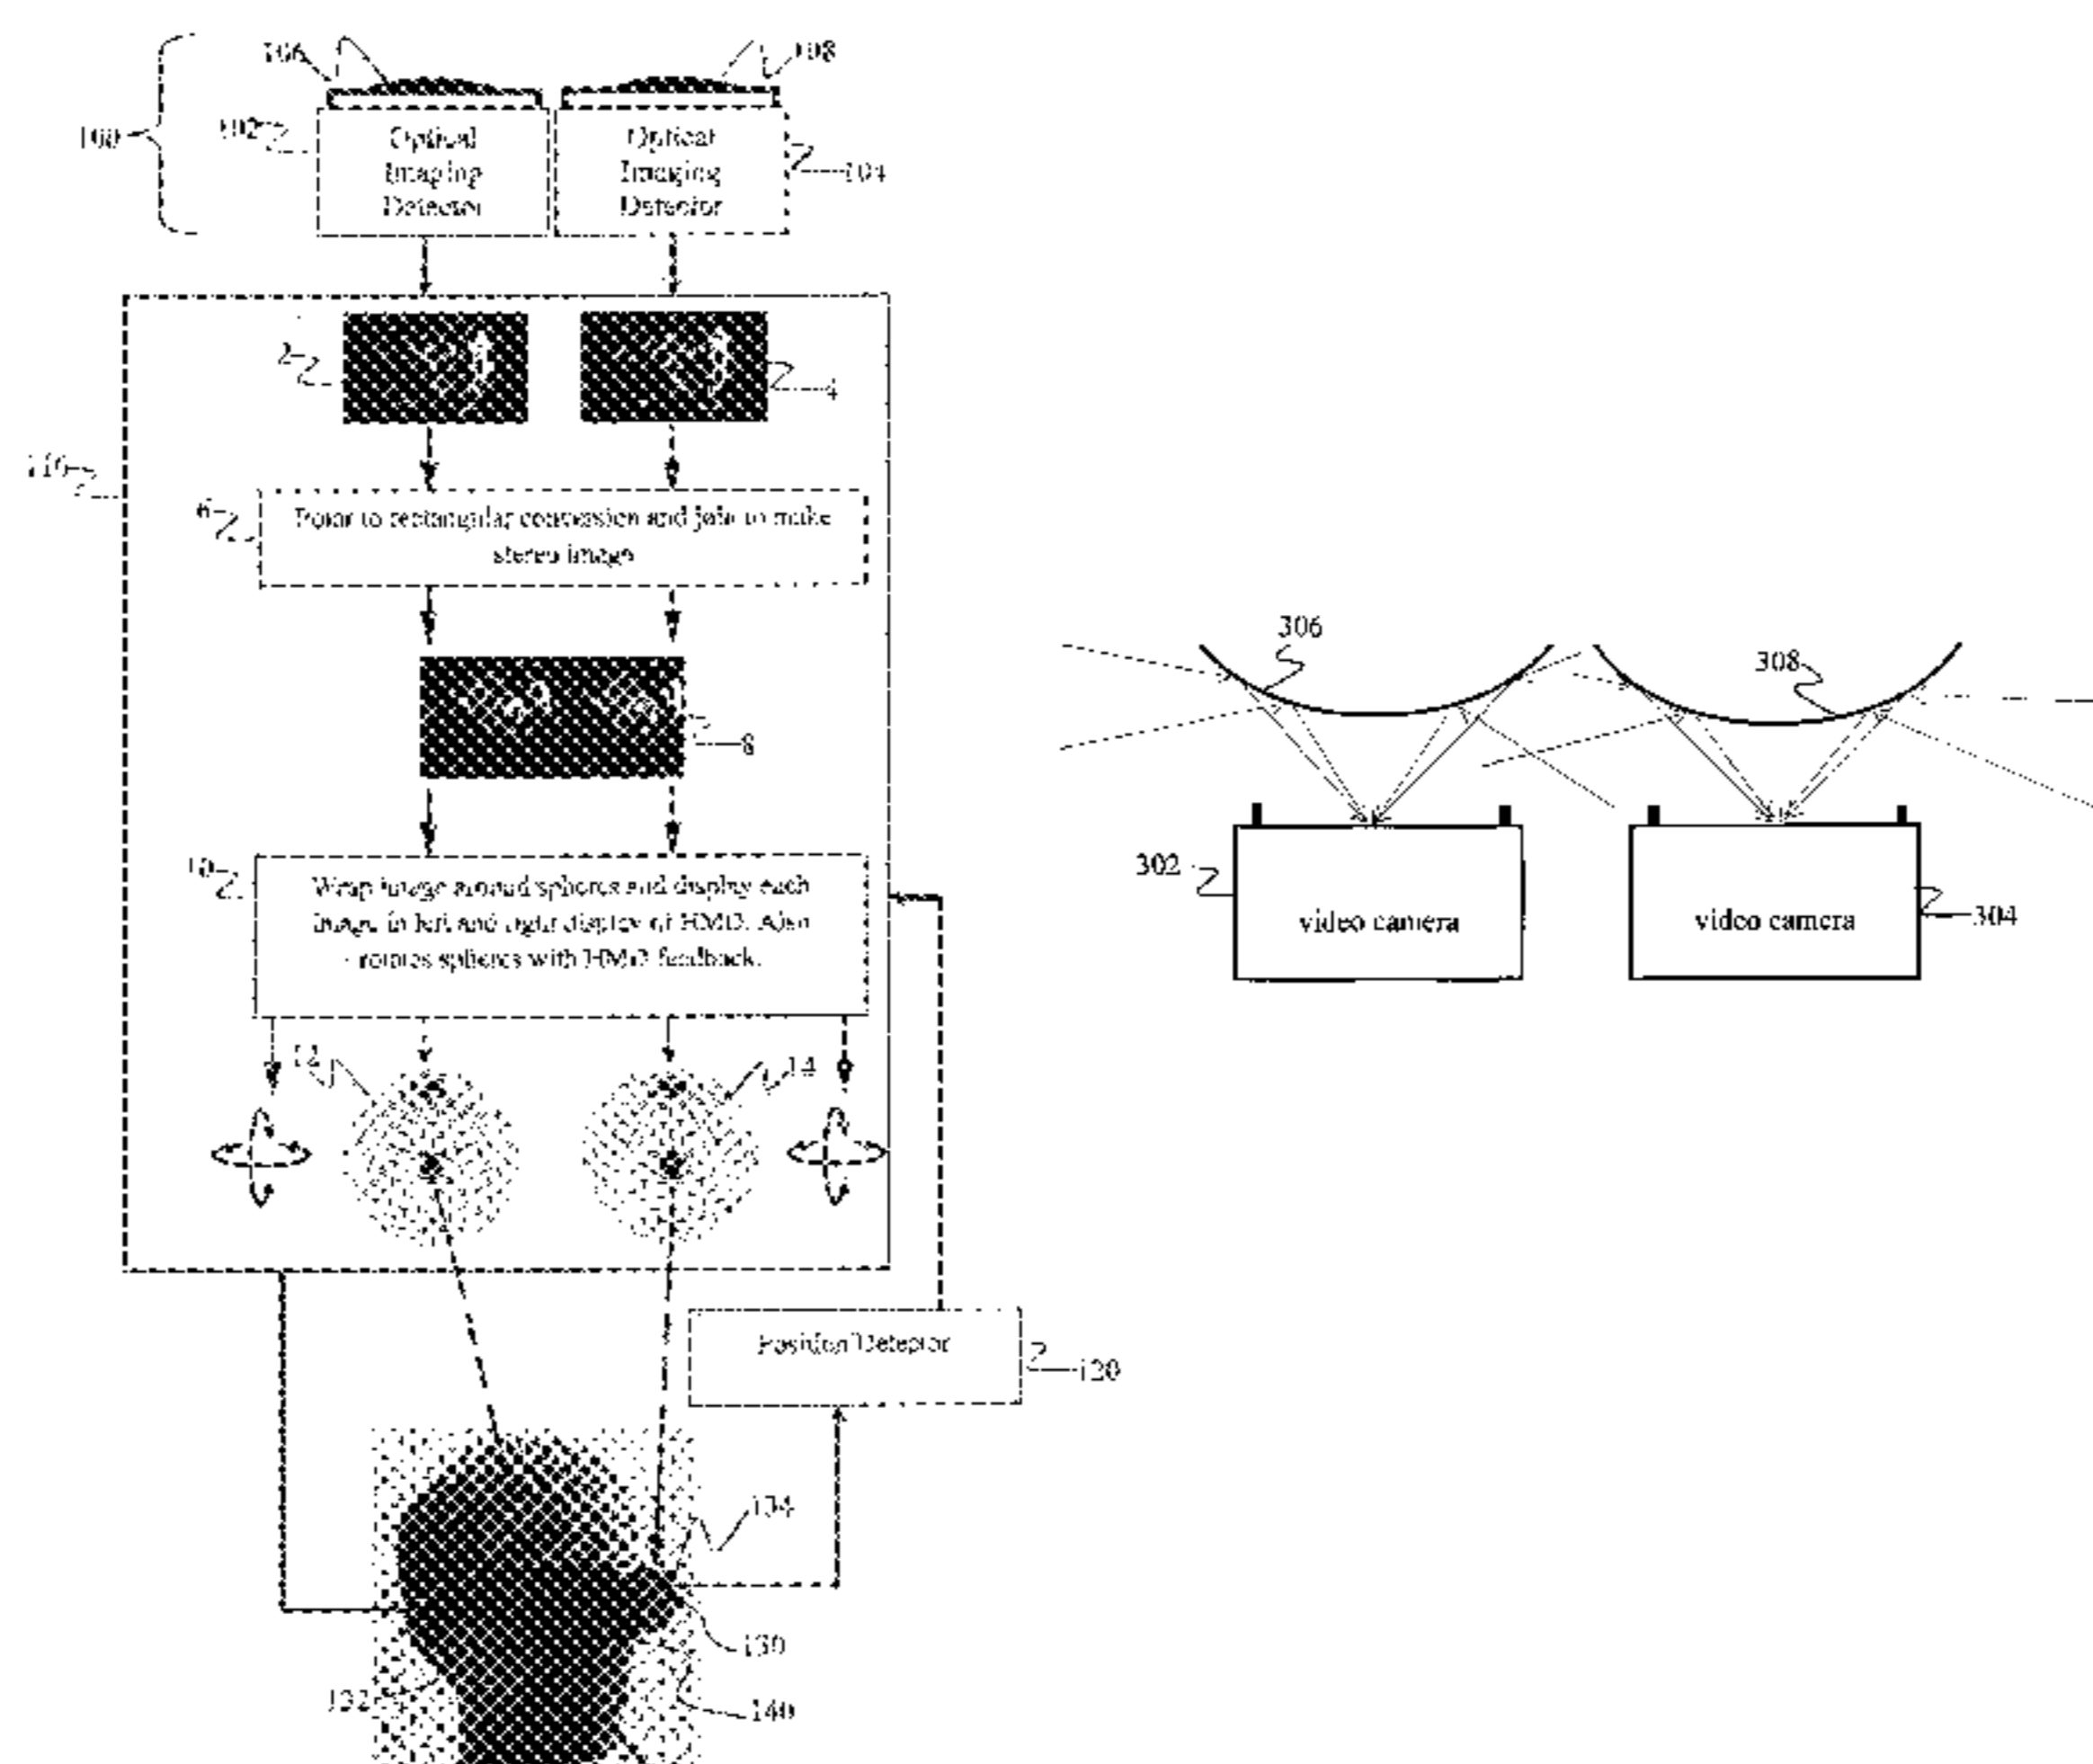 106
108
100
102
Optical
Imaging
Detector
Optical
Imaging
Detector
104
2
4
110
6
Polar to rectangular conversion and join to make
stereo image
8
10
Wrap image around spheres and display each
image in left and right display of HMD. Also
rotates spheres with HMD feedback.
12
14
Position Detector
120
134
130
132
140
306
308
302
video camera
video camera
304